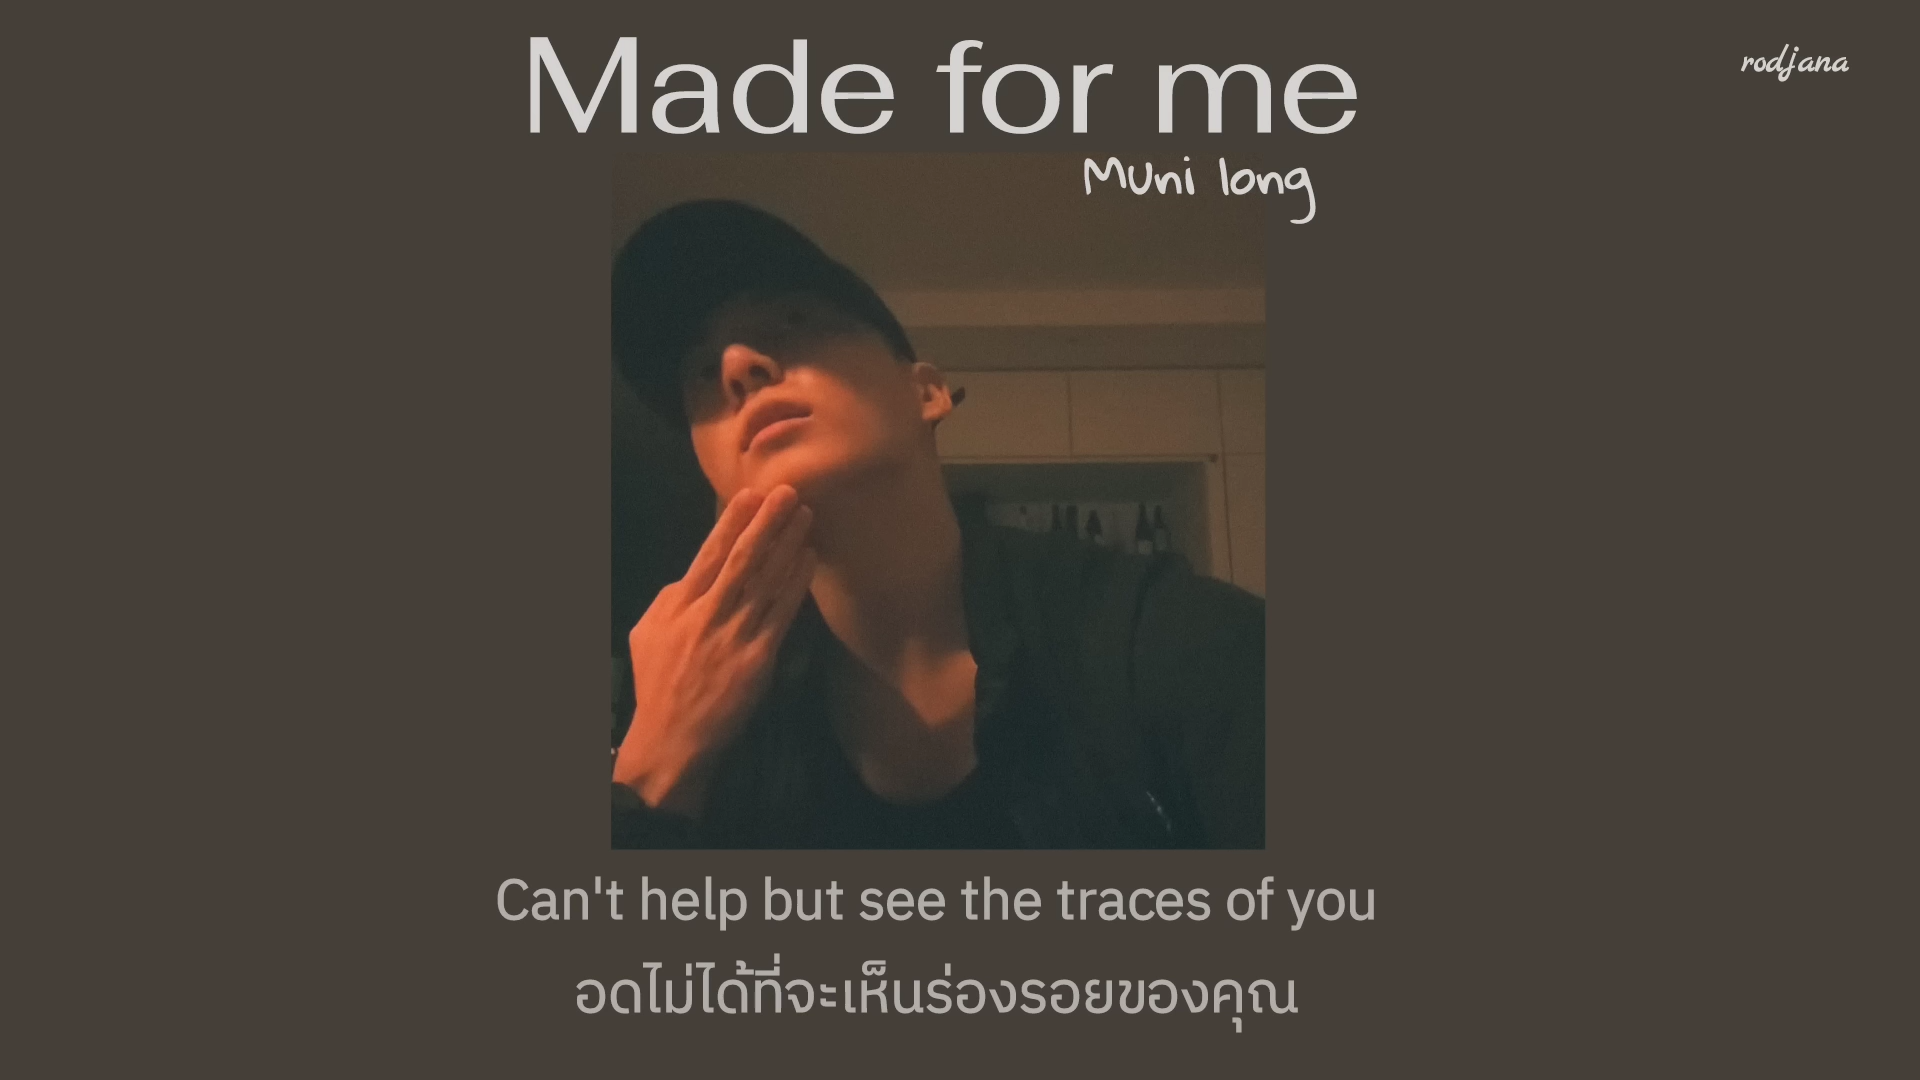 Made for me
rodjana
Muni long
Can't help but see the traces of you
อดไม่ได้ที่จะเห็นร่องรอยของคุณ